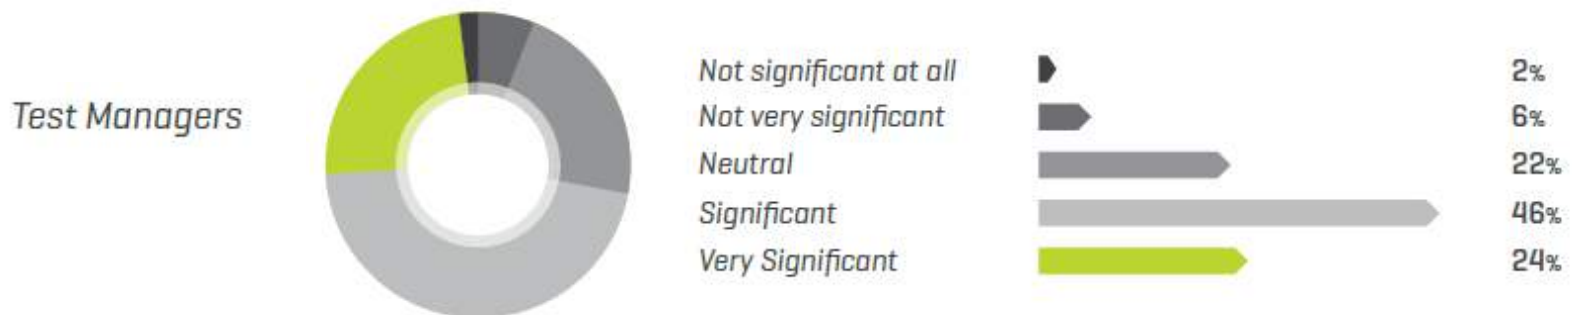 Test Managers
Not significant at all 2%
Not very significant 6%
Neutral 22%
Significant 46%
Very Significant 24%